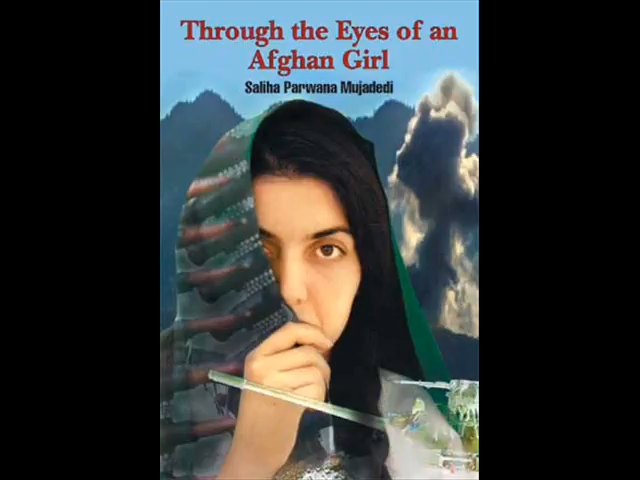 Through the Eyes of an
Afghan Girl
Saliha Parwana Mujadedi